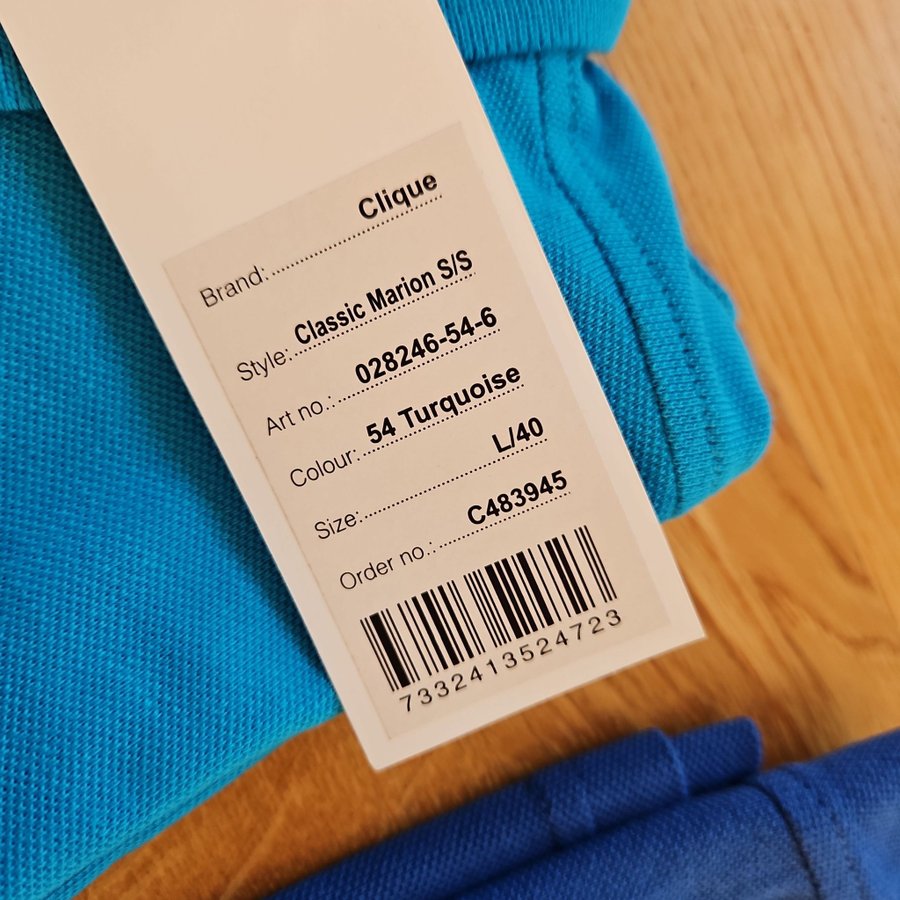 Brand: Clique
Style: Classic Marion S/S
Art no.: 028246-54-6
Colour: 54 Turquoise
Size: L/40
Order no.: C483945
7332413524723